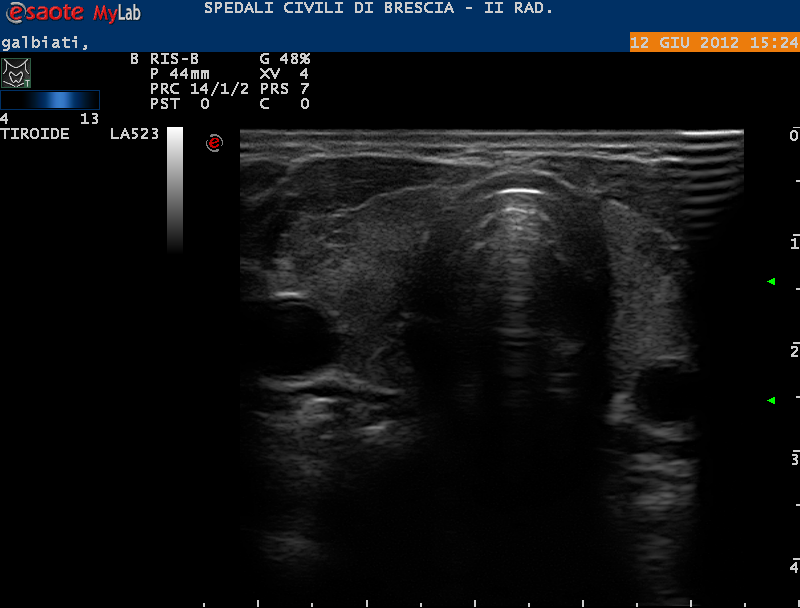 esaote MyLab
SPEDALI CIVILI DI BRESCIA - II RAD.
galbiati,
12 GIU 2012 15:24
B RIS-B G 48%
P 44mm XV 4
PRC 14/1/2 PRS 7
PST 0 C 0
T
4 13
TIROIDE LA523
e
0
1
2
3
4